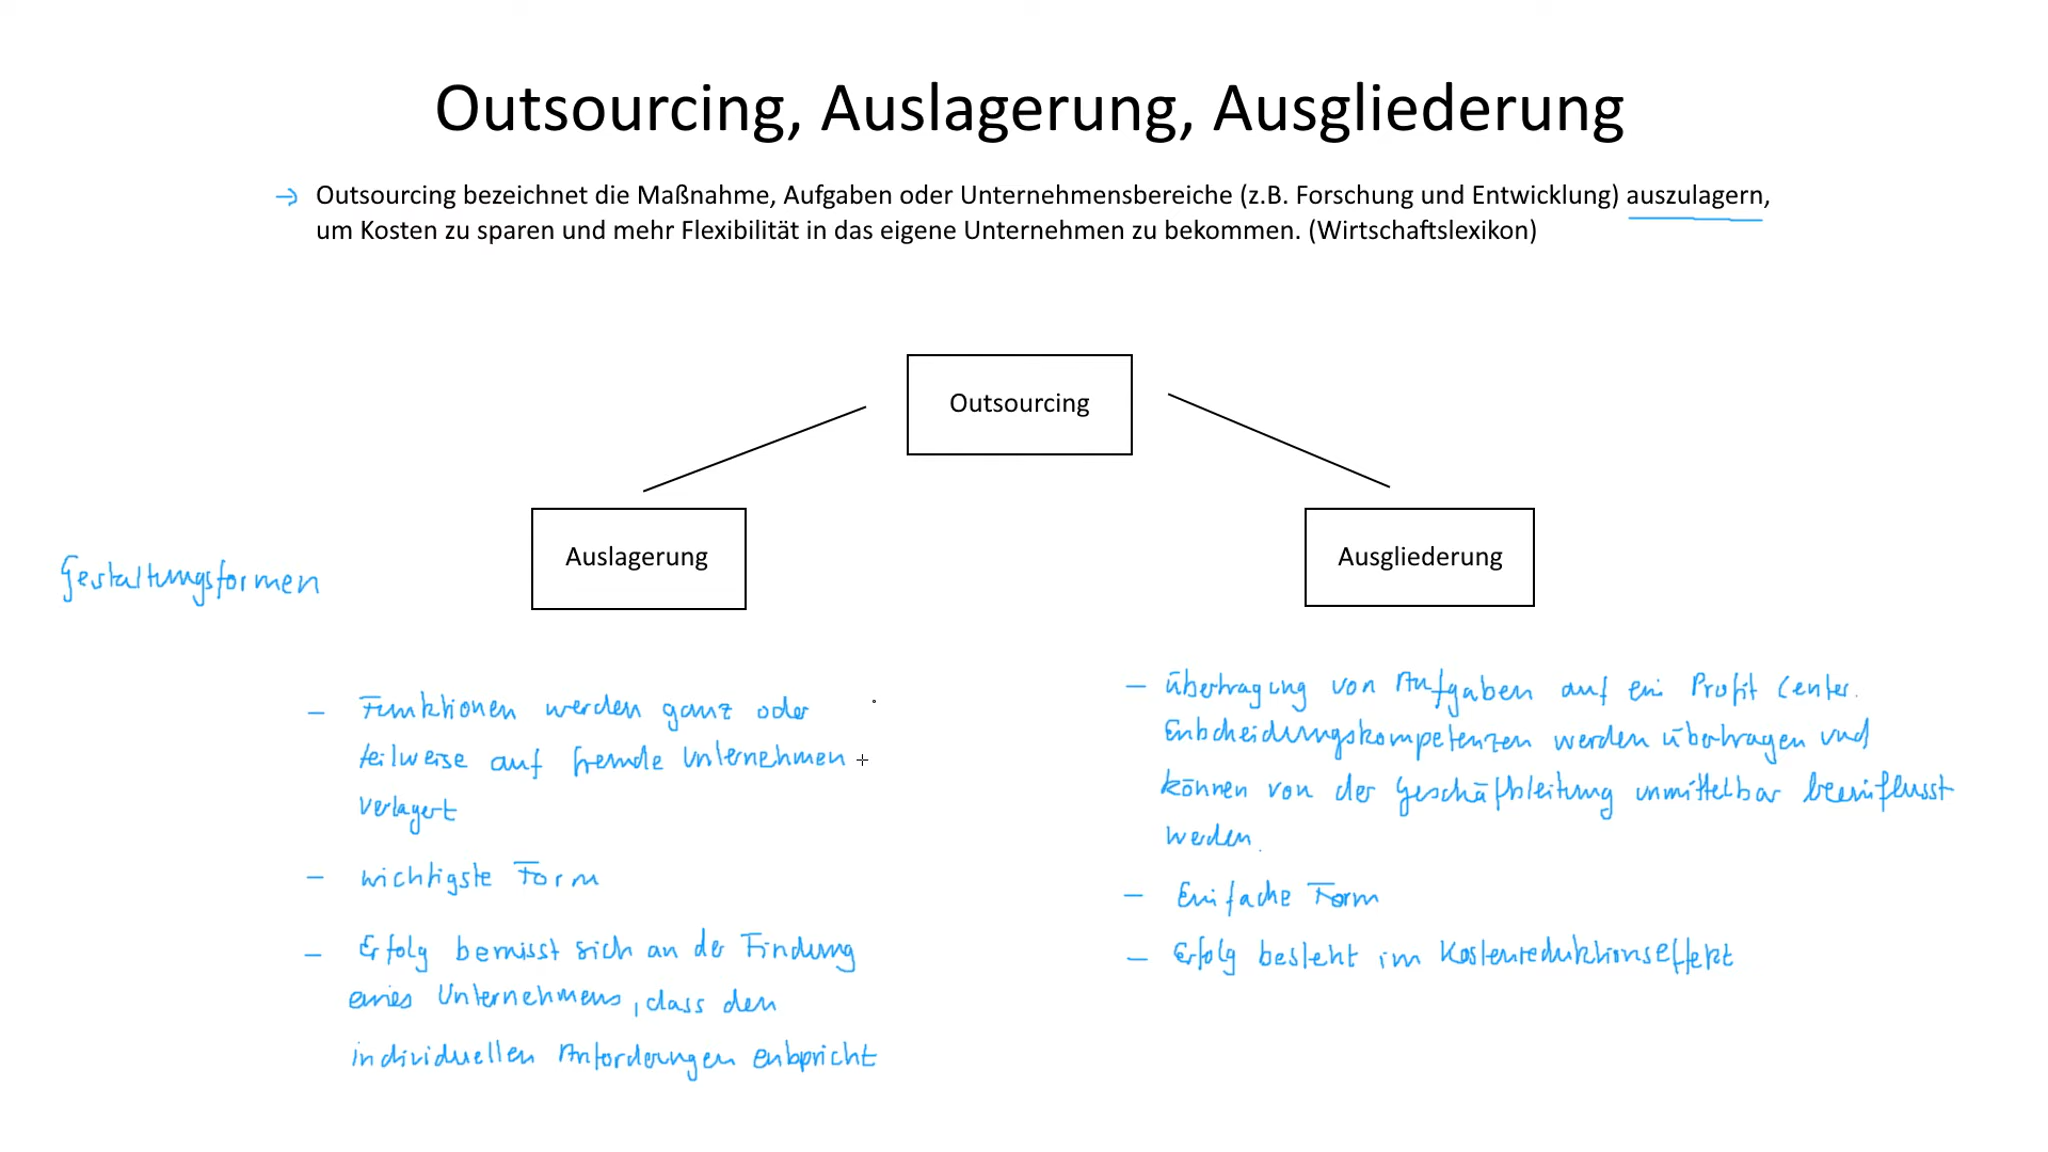 Outsourcing, Auslagerung, Ausgliederung
→ Outsourcing bezeichnet die Maßnahme, Aufgaben oder Unternehmensbereiche (z.B. Forschung und Entwicklung) auszulagern,
um Kosten zu sparen und mehr Flexibilität in das eigene Unternehmen zu bekommen. (Wirtschaftslexikon)
Outsourcing
Auslagerung
Ausgliederung
Gestaltungsformen
- Funktionen werden ganz oder
teilweise auf fremde Unternehmen
verlagert
- wichtigste Form
- Erfolg bemisst sich an der Findung
eines Unternehmens, dass den
individuellen Anforderungen entspricht
- Übertragung von Aufgaben auf ein Profit Center.
Entscheidungskompetenzen werden übertragen und
können von der Geschäftsleitung unmittelbar beeinflusst
werden.
- Einfache Form
- Erfolg besteht im Kostenreduktionseffekt